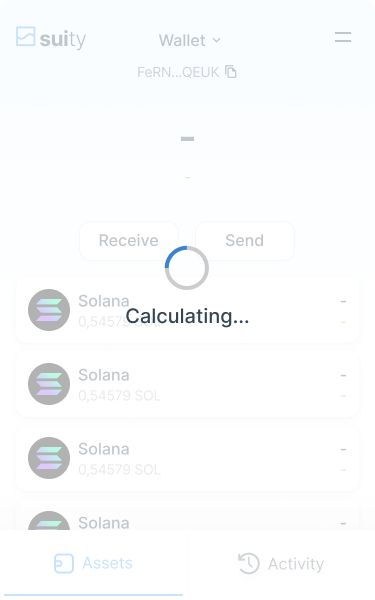 suity
Wallet
FeRN...QEUK
-
-
Receive
Send
Solana
-
0,54579 SOL
-
Calculating...
Solana
-
0,54579 SOL
-
Solana
-
0,54579 SOL
-
Solana
-
Assets
Activity